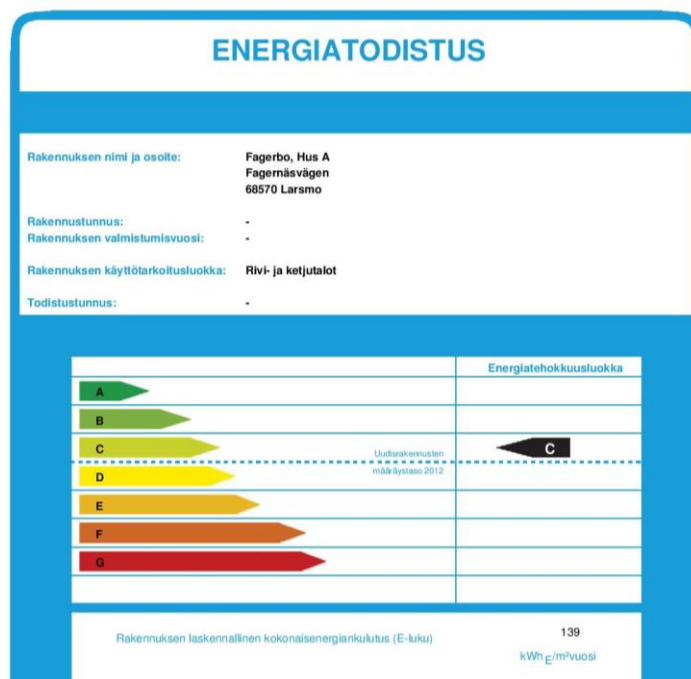 ENERGIATODISTUS
Rakennuksen nimi ja osoite: Fagerbo, Hus A
Fagernäsvägen
68570 Larsmo
Rakennustunnus: -
Rakennuksen valmistumisvuosi: -
Rakennuksen käyttötarkoitusluokka: Rivi- ja ketjutalot
Todistustunnus: -
Energiatehokkuusluokka
A
B
C
Uudisrakennusten
C
määräystaso 2012
D
E
F
G
Rakennuksen laskennallinen kokonaisenergiankulutus (E-luku)
139
kWhE/m²vuosi